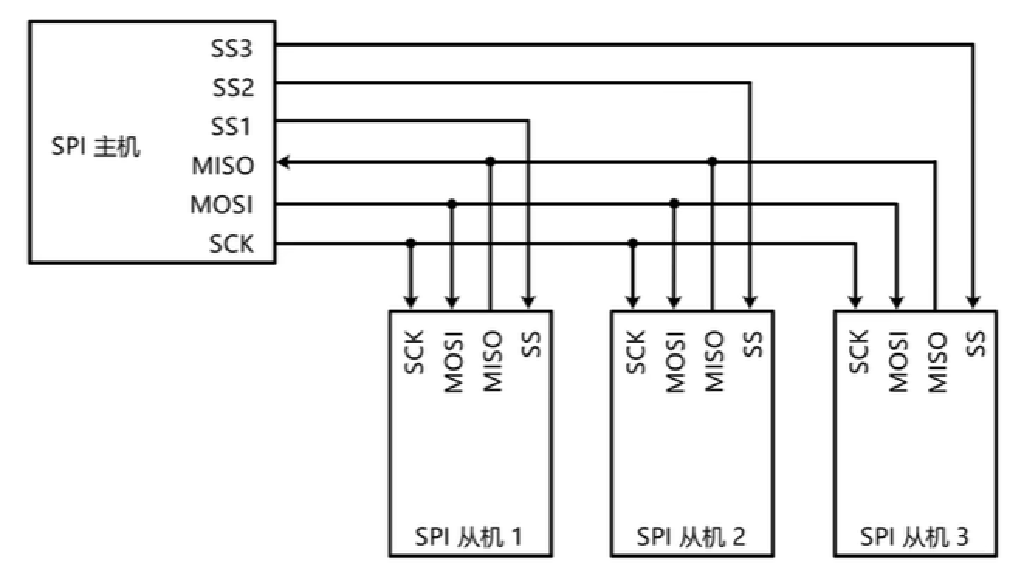 SS3
SS2
SS1
SPI 主机
MISO
MOSI
SCK
SCK MOSI MISO SS
SCK MOSI MISO SS
SCK MOSI MISO SS
SPI 从机 1
SPI 从机 2
SPI 从机 3